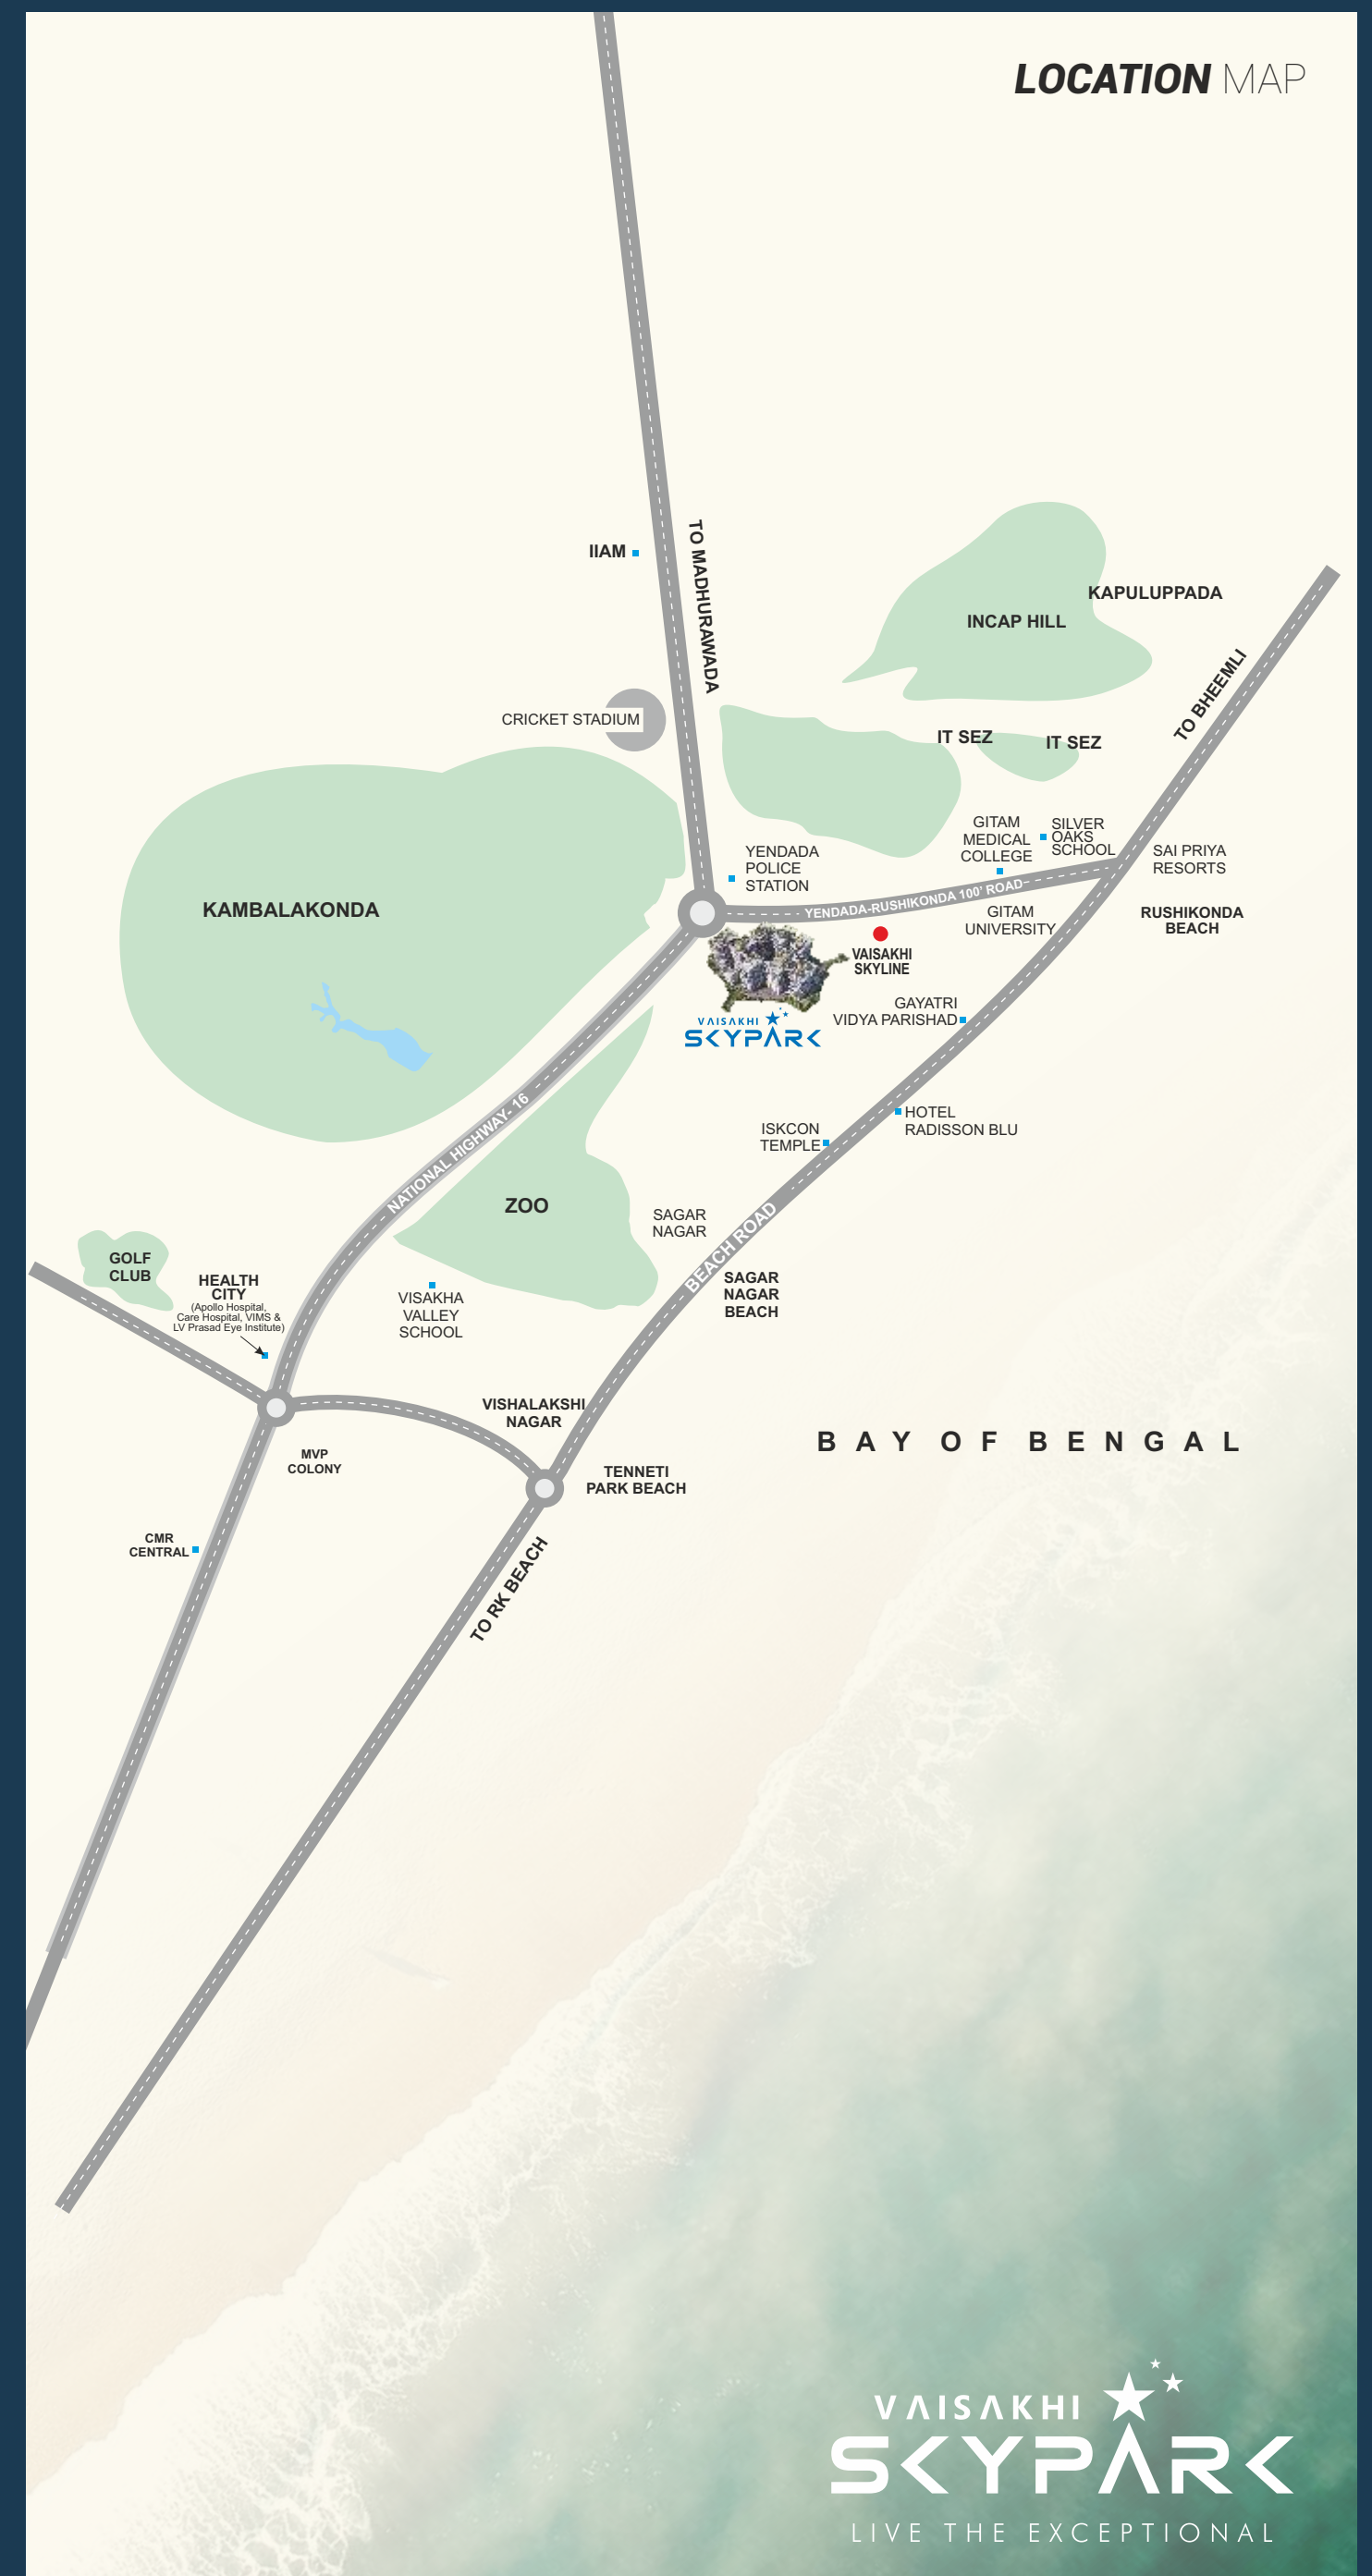 LOCATION MAP
IIAM
TO MADHURAWADA
KAPULUPPADA
INCAP HILL
TO BHEEMLI
CRICKET STADIUM
IT SEZ
IT SEZ
GITAM
MEDICAL
COLLEGE
SILVER
OAKS
SCHOOL
YENDADA
POLICE
STATION
SAI PRIYA
RESORTS
YENDADA-RUSHIKONDA 100' ROAD
KAMBALAKONDA
GITAM
UNIVERSITY
RUSHIKONDA
BEACH
VAISAKHI
SKYLINE
GAYATRI
VIDYA PARISHAD
VAISAKHI
SKYPARK
NATIONAL HIGHWAY- 16
HOTEL
RADISSON BLU
ISKCON
TEMPLE
ZOO
SAGAR
NAGAR
BEACH ROAD
GOLF
CLUB
HEALTH
CITY
(Apollo Hospital,
Care Hospital, VIMS &
LV Prasad Eye Institute)
SAGAR
NAGAR
BEACH
VISAKHA
VALLEY
SCHOOL
VISHALAKSHI
NAGAR
BAY OF BENGAL
MVP
COLONY
TENNETI
PARK BEACH
CMR
CENTRAL
TO RK BEACH
VAISAKHI
SKYPARK
LIVE THE EXCEPTIONAL